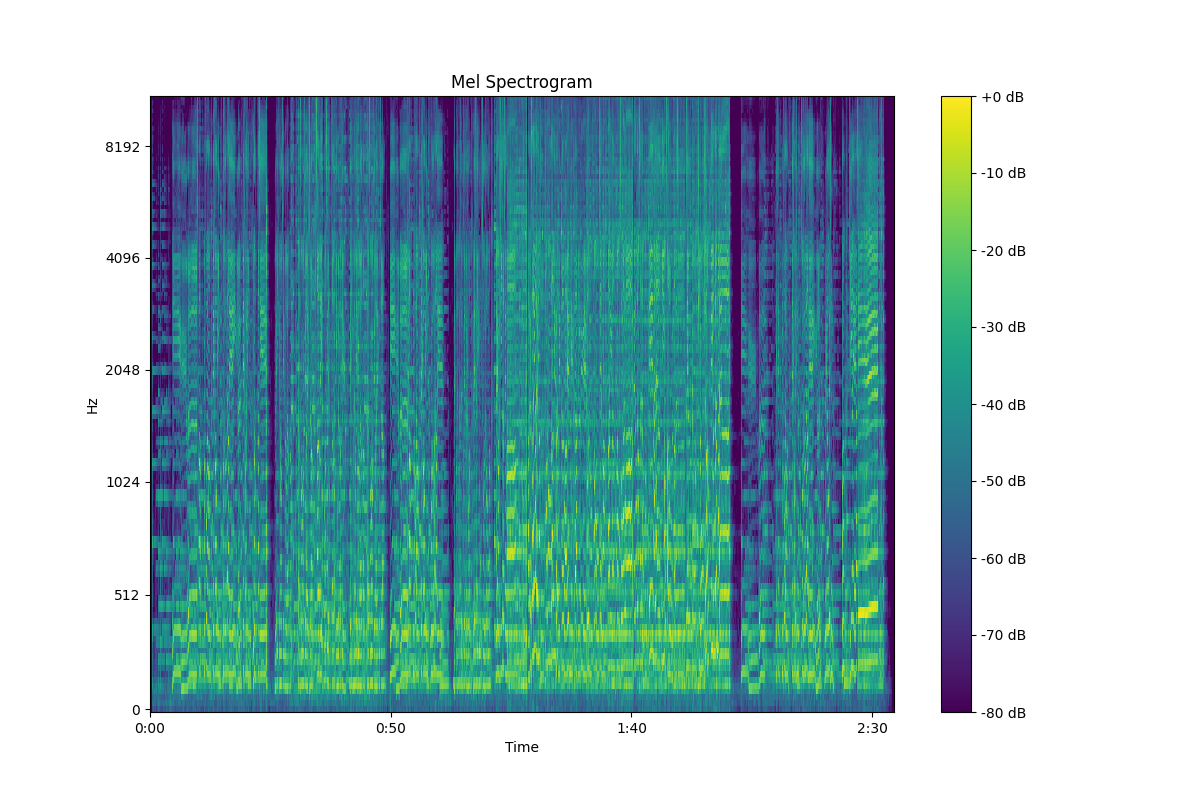 Mel Spectrogram
+0 dB
8192
-10 dB
-20 dB
4096
-30 dB
2048
-40 dB
Hz
1024
-50 dB
-60 dB
512
-70 dB
0
-80 dB
0:00 0:50 1:40 2:30
Time